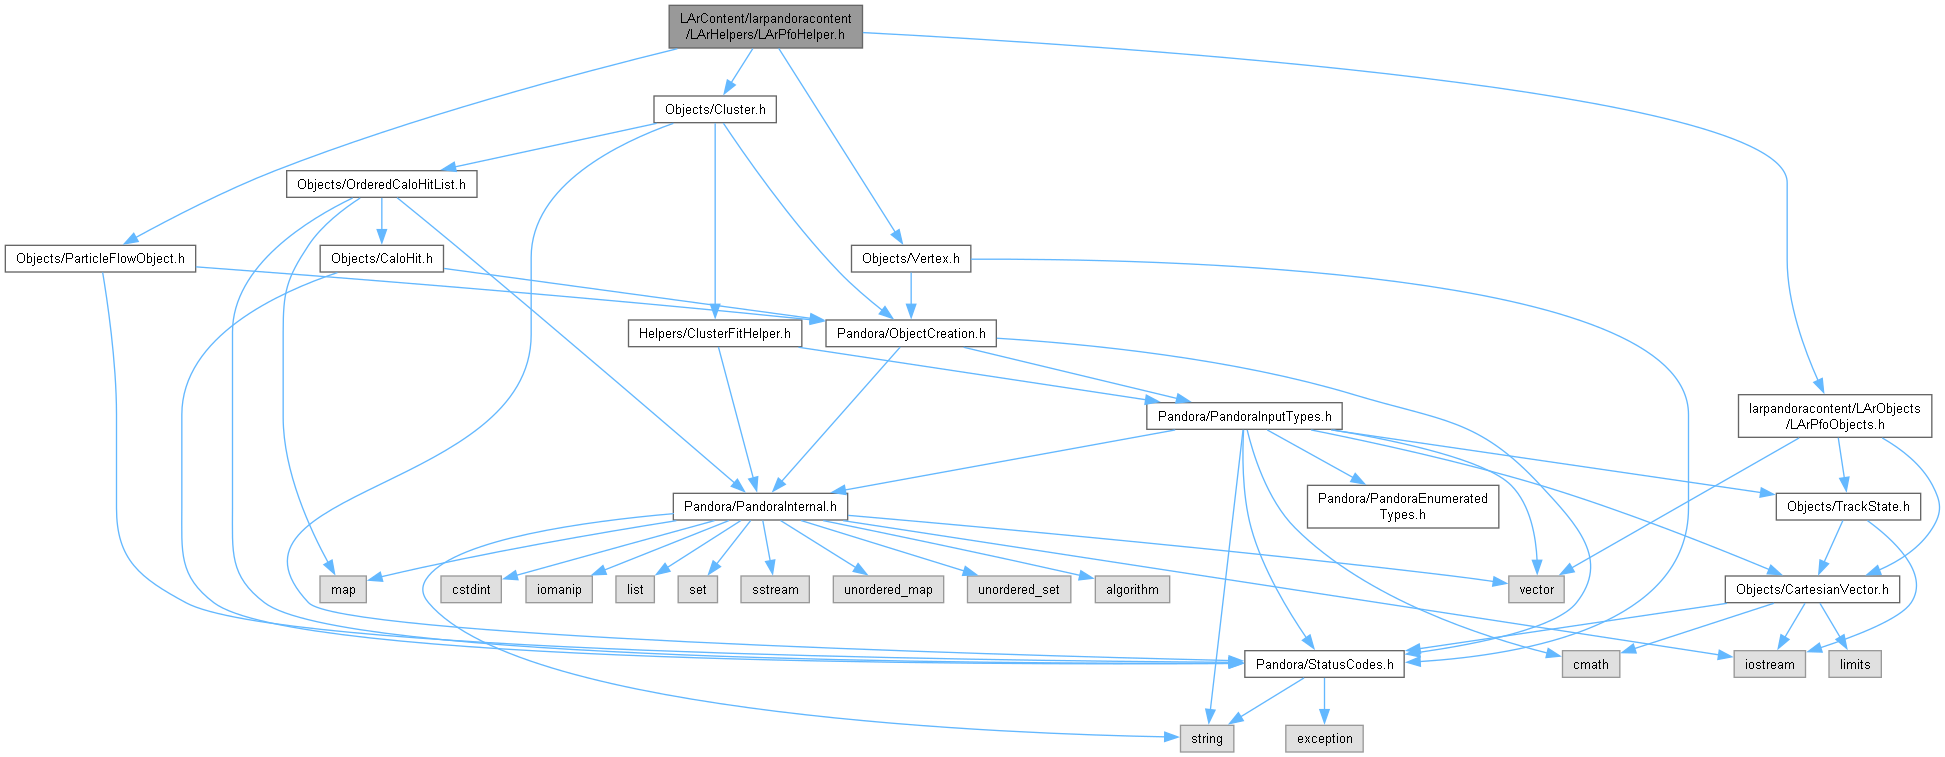 LArContent/larpandoracontent
/LArHelpers/LArPfoHelper.h
Objects/Cluster.h
Objects/OrderedCaloHitList.h
Objects/ParticleFlowObject.h
Objects/CaloHit.h
Objects/Vertex.h
Helpers/ClusterFitHelper.h
Pandora/ObjectCreation.h
Pandora/PandoraInputTypes.h
larpandoracontent/LArObjects
/LArPfoObjects.h
Pandora/PandoraInternal.h
Pandora/PandoraEnumerated
Types.h
Objects/TrackState.h
map
cstdint
iomanip
list
set
sstream
unordered_map
unordered_set
algorithm
vector
Objects/CartesianVector.h
Pandora/StatusCodes.h
cmath
iostream
limits
string
exception